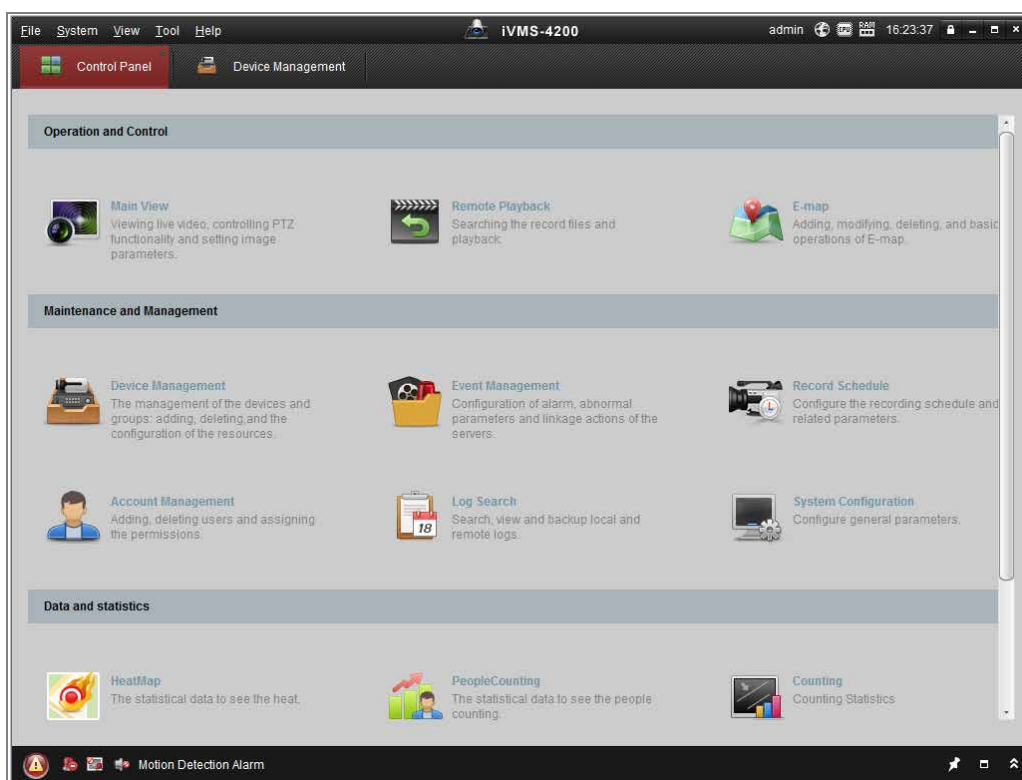 File System View Tool Help iVMS-4200 admin CPU RAM 16:23:37
Control Panel Device Management
Operation and Control
Main View
Viewing live video, controlling PTZ
functionality and setting image
parameters.
Remote Playback
Searching the record files and
playback.
E-map
Adding, modifying, deleting, and basic
operations of E-map.
Maintenance and Management
Device Management
The management of the devices and
groups: adding, deleting,and the
configuration of the resources.
Event Management
Configuration of alarm, abnormal
parameters and linkage actions of the
servers.
Record Schedule
Configure the recording schedule and
related parameters.
Account Management
Adding, deleting users and assigning
the permissions.
18
Log Search
Search, view and backup local and
remote logs.
System Configuration
Configure general parameters.
Data and statistics
HeatMap
The statistical data to see the heat.
PeopleCounting
The statistical data to see the people
counting.
Counting
Counting Statistics
Motion Detection Alarm